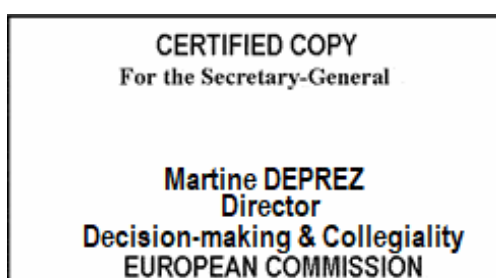 CERTIFIED COPY
For the Secretary-General
Martine DEPREZ
Director
Decision-making & Collegiality
EUROPEAN COMMISSION